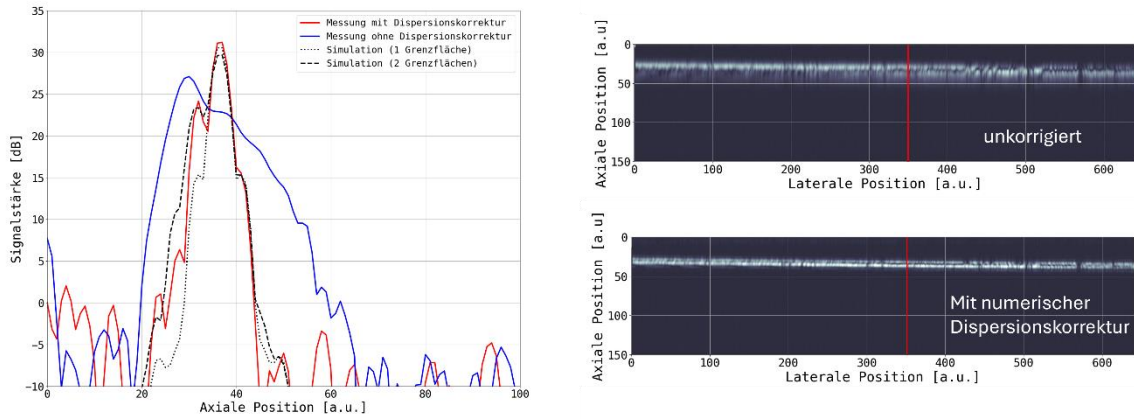 35
30
25
20
15
10
5
0
−5
−10
Signalstärke [dB]
Messung mit Dispersionskorrektur
Messung ohne Dispersionskorrektur
Simulation (1 Grenzfläche)
Simulation (2 Grenzflächen)
0 20 40 60 80 100
Axiale Position [a.u.]
Axiale Position [a.u]
0
50
100
150
unkorrigiert
0 100 200 300 400 500 600
Laterale Position [a.u.]
Axiale Position [a.u]
0
50
100
150
Mit numerischer
Dispersionskorrektur
0 100 200 300 400 500 600
Laterale Position [a.u.]